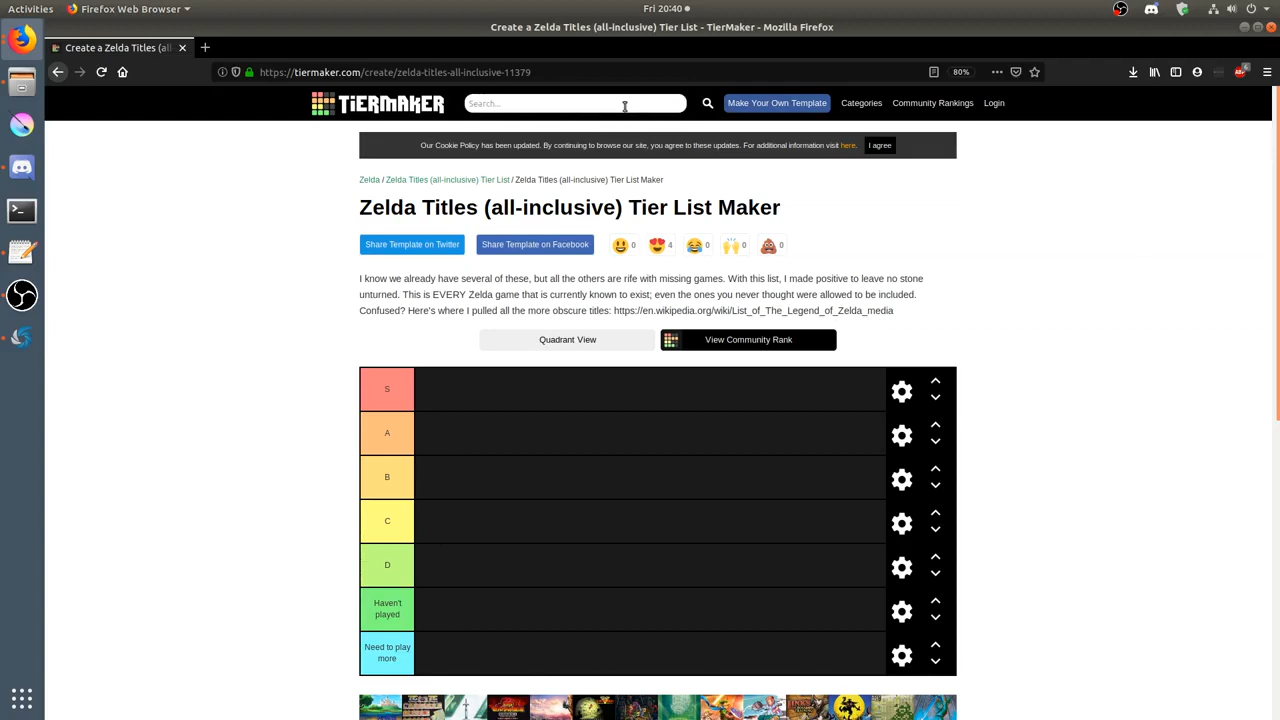 Activities
Firefox Web Browser
Fri 20:40
Create a Zelda Titles (all-inclusive) Tier List - TierMaker - Mozilla Firefox
Create a Zelda Titles (al
https://tiermaker.com/create/zelda-titles-all-inclusive-11379
80%
6
TIERMAKER
Search...
Make Your Own Template
Categories
Community Rankings
Login
Our Cookie Policy has been updated. By continuing to browse our site, you agree to these updates. For additional information visit here.
I agree
Zelda / Zelda Titles (all-inclusive) Tier List / Zelda Titles (all-inclusive) Tier List Maker
Zelda Titles (all-inclusive) Tier List Maker
Share Template on Twitter
Share Template on Facebook
0
4
0
0
0
I know we already have several of these, but all the others are rife with missing games. With this list, I made positive to leave no stone
unturned. This is EVERY Zelda game that is currently known to exist; even the ones you never thought were allowed to be included.
Confused? Here's where I pulled all the more obscure titles: https://en.wikipedia.org/wiki/List_of_The_Legend_of_Zelda_media
Quadrant View
View Community Rank
S
A
B
C
D
Haven't
played
Need to play
more